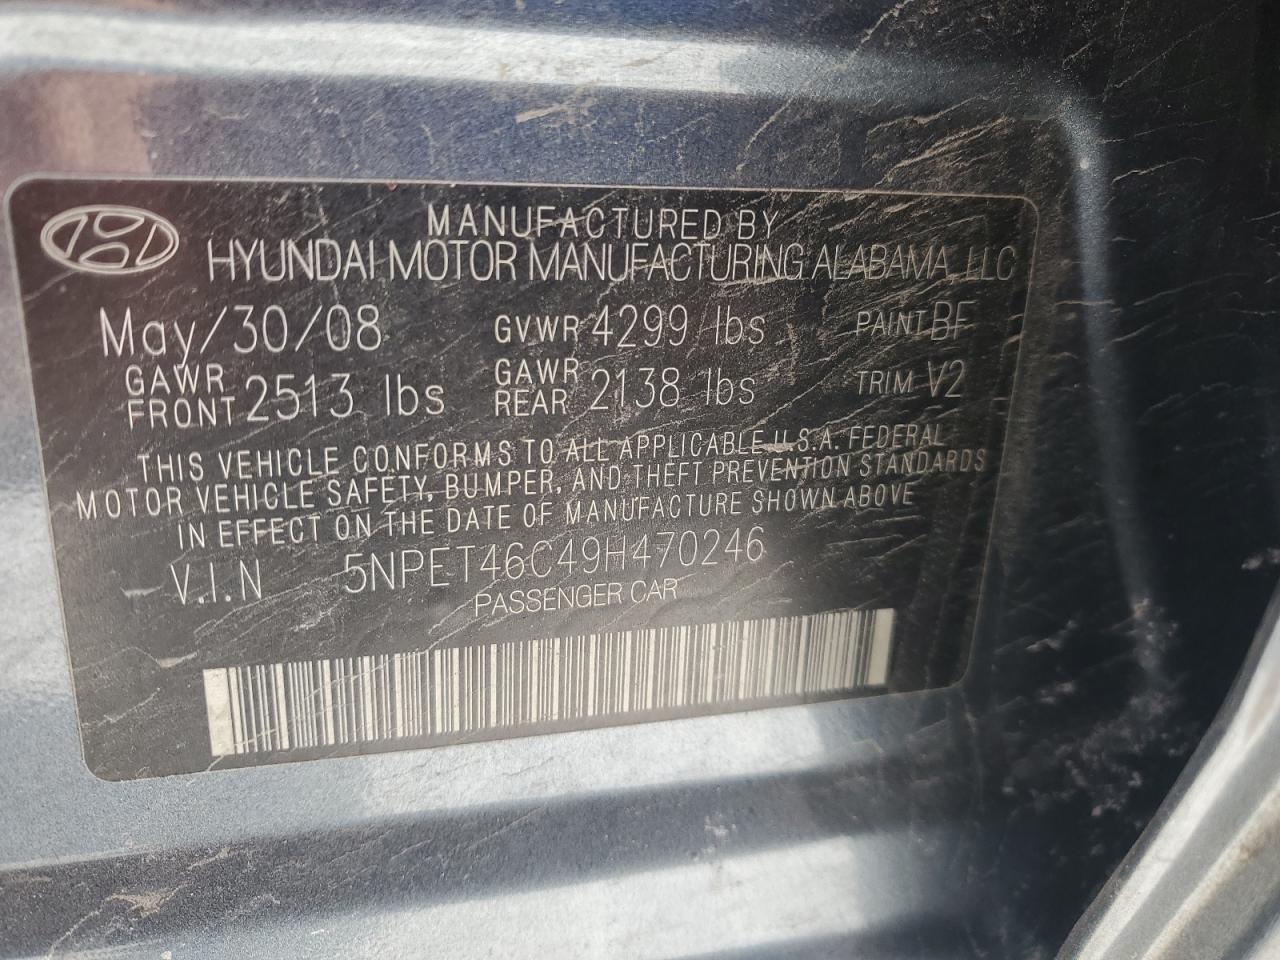 MANUFACTURED BY
HYUNDAI MOTOR MANUFACTURING ALABAMA, LLC
May/30/08 GVWR 4299 lbs PAINT BF
GAWR FRONT 2513 lbs GAWR REAR 2138 lbs TRIM V2
THIS VEHICLE CONFORMS TO ALL APPLICABLE U.S.A. FEDERAL
MOTOR VEHICLE SAFETY, BUMPER, AND THEFT PREVENTION STANDARDS
IN EFFECT ON THE DATE OF MANUFACTURE SHOWN ABOVE
V.I.N 5NPET46C49H470246
PASSENGER CAR